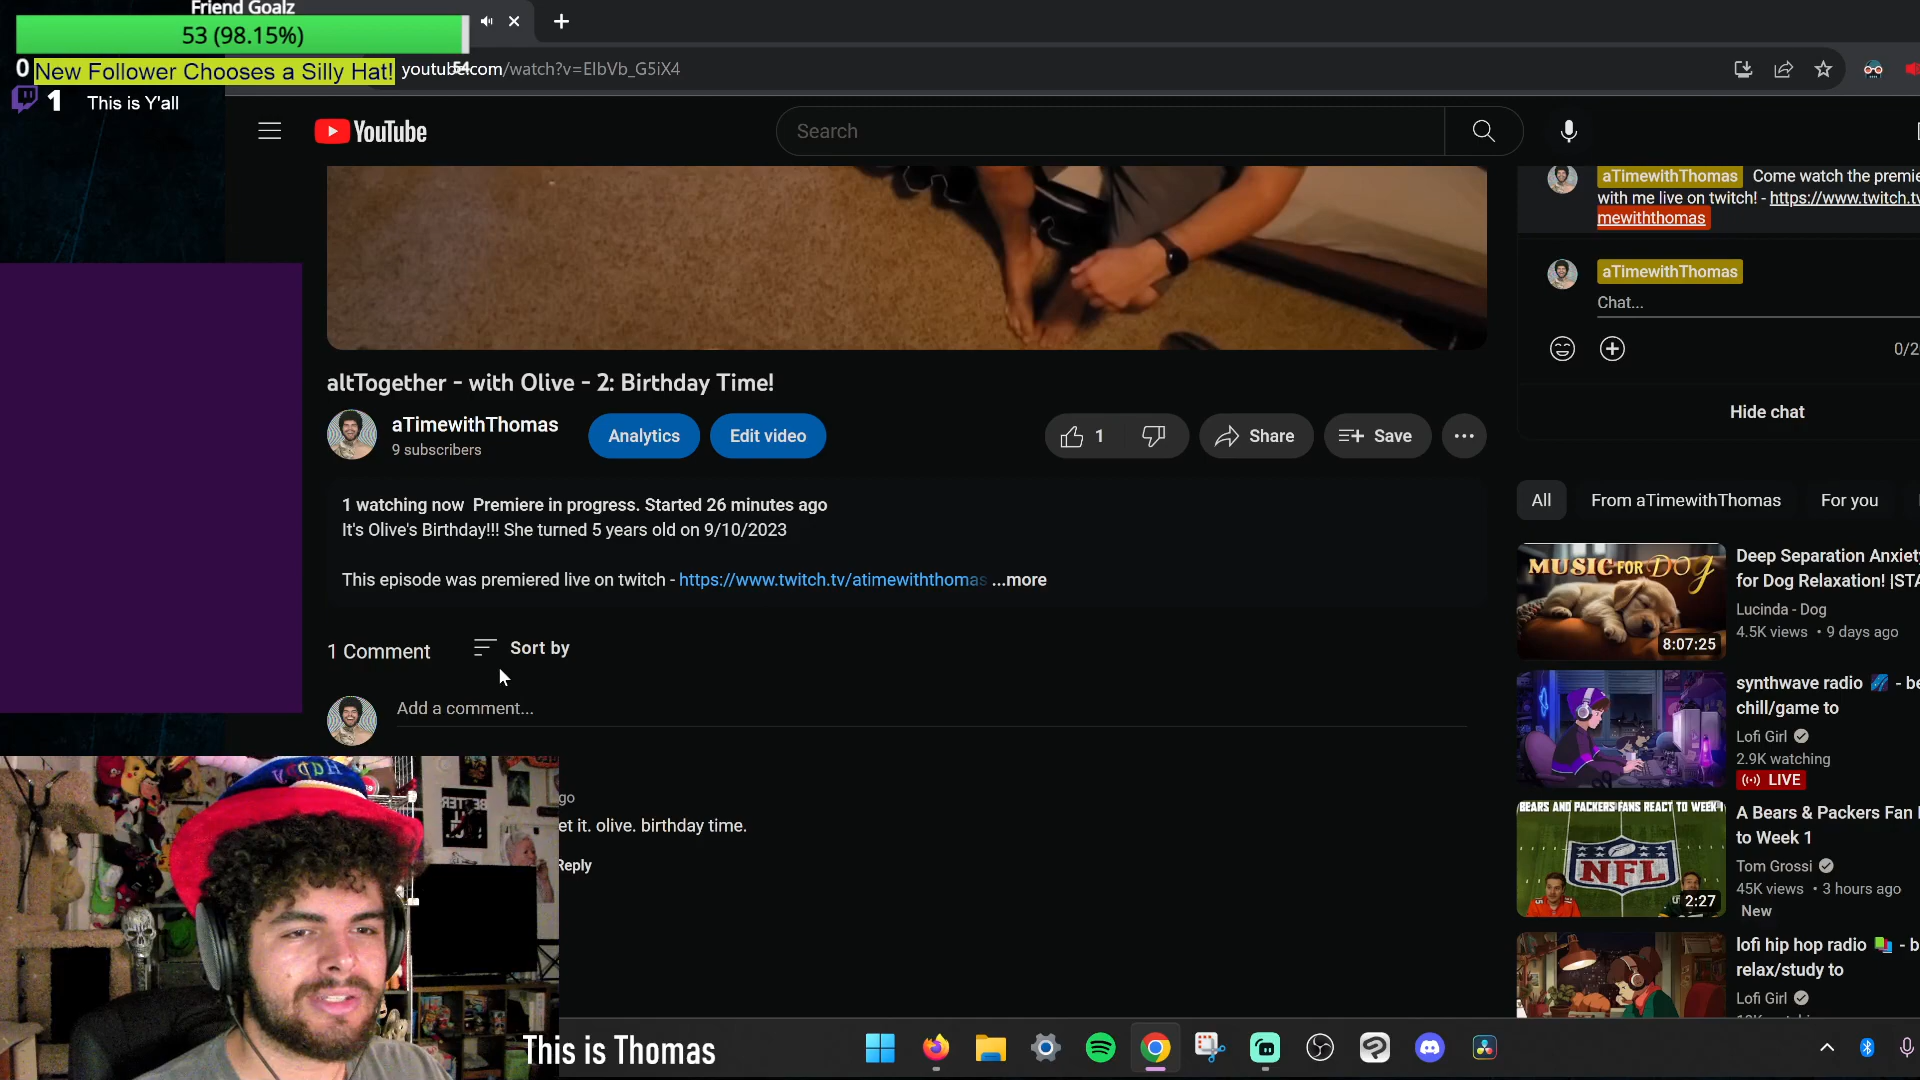 Friend Goalz
53 (98.15%)
0
54
New Follower Chooses a Silly Hat!
1 This is Y'all
youtube.com/watch?v=EIbVb_G5iX4
YouTube
Search
aTimewithThomas Come watch the premie
with me live on twitch! - https://www.twitch.tv
mewiththomas
aTimewithThomas
Chat...
0/2
Hide chat
altTogether - with Olive - 2: Birthday Time!
aTimewithThomas
9 subscribers
Analytics
Edit video
1
Share
Save
1 watching now Premiere in progress. Started 26 minutes ago
It's Olive's Birthday!!! She turned 5 years old on 9/10/2023
This episode was premiered live on twitch - https://www.twitch.tv/atimewiththomas ...more
1 Comment
Sort by
Add a comment...
go
et it. olive. birthday time.
Reply
All
From aTimewithThomas
For you
MUSIC FOR DOG
8:07:25
Deep Separation Anxiety
for Dog Relaxation! |STA
Lucinda - Dog
4.5K views • 9 days ago
synthwave radio - be
chill/game to
Lofi Girl
2.9K watching
LIVE
BEARS AND PACKERS FANS REACT TO WEEK 1
NFL
2:27
A Bears & Packers Fan
to Week 1
Tom Grossi
45K views • 3 hours ago
New
lofi hip hop radio - b
relax/study to
Lofi Girl
HAPPY
This is Thomas